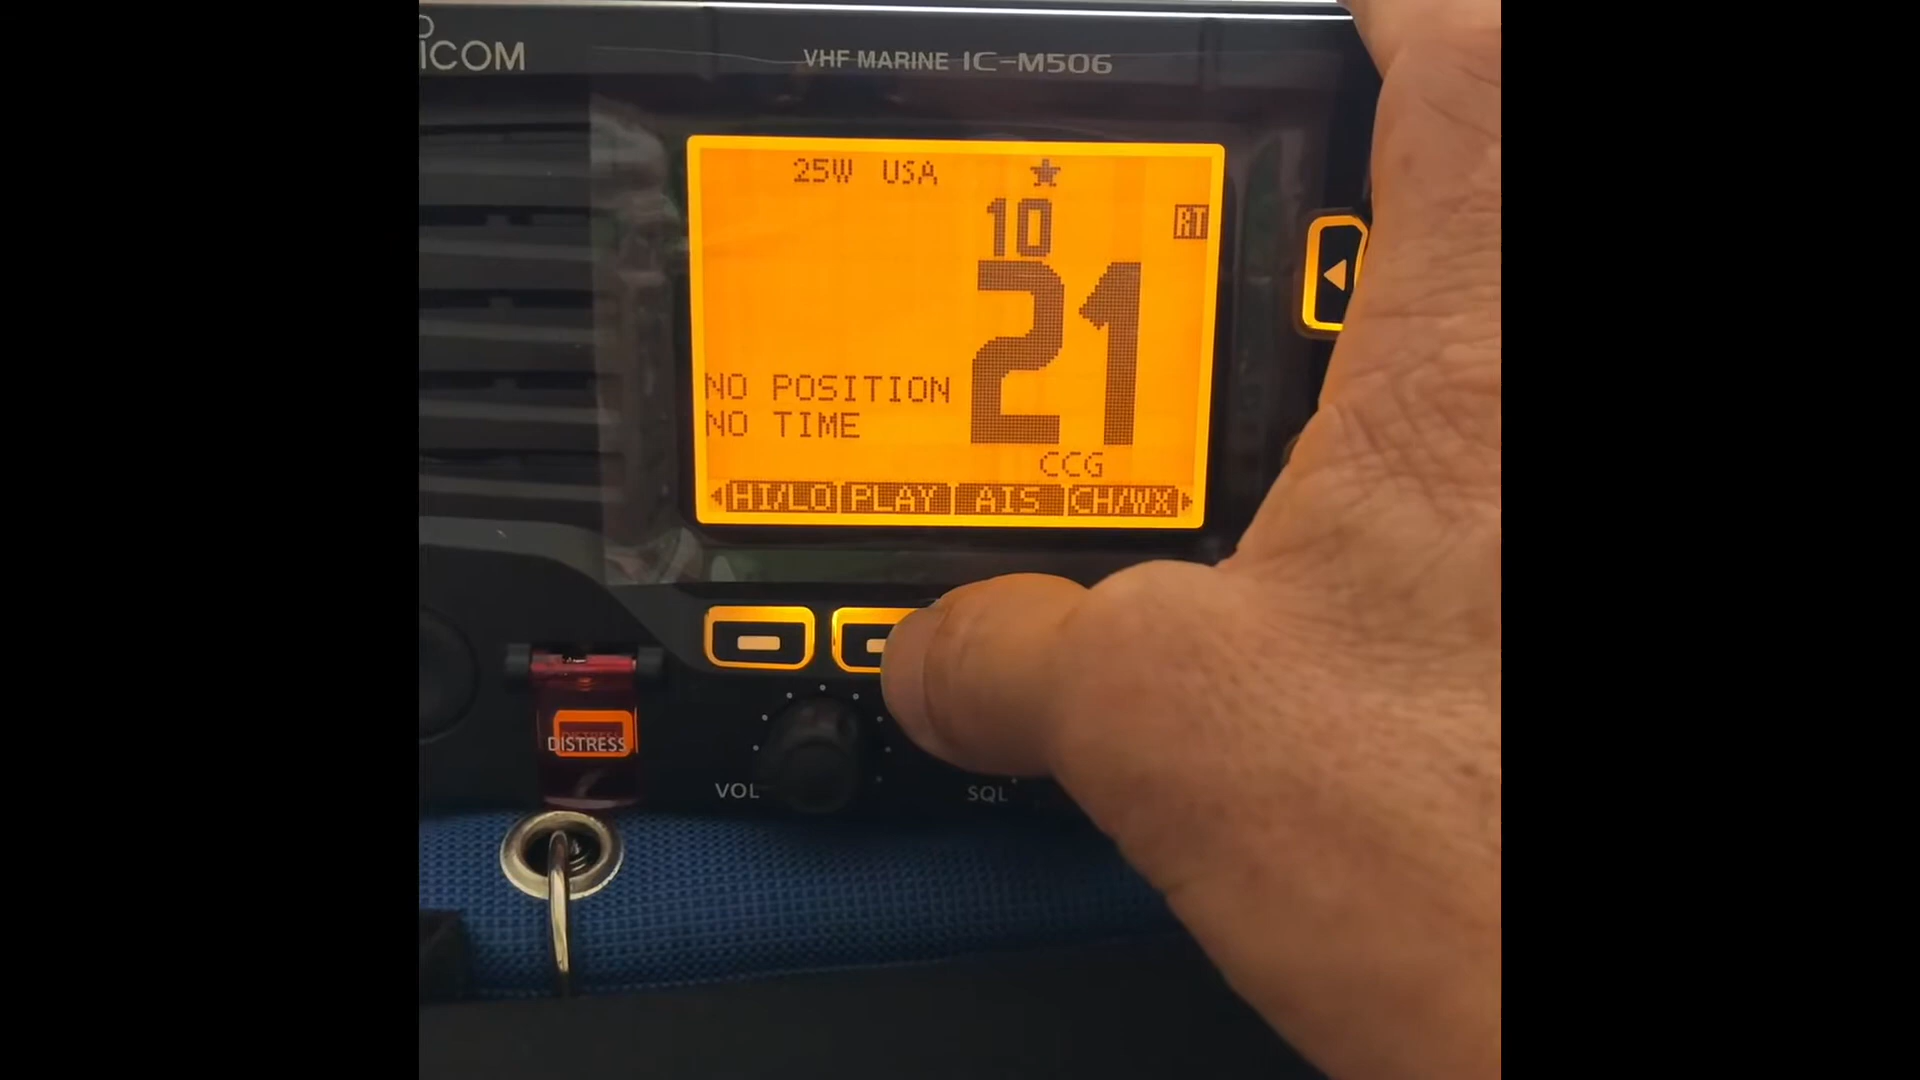 ICOM
VHF MARINE IC-M506
25W USA
10
RT
21
NO POSITION
NO TIME
CCG
HI/LO PLAY AIS CH/WX
DISTRESS
VOL
SQL